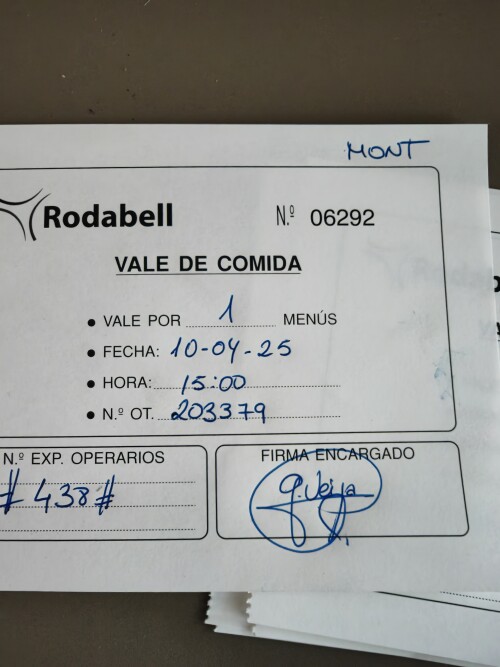 MONT
Rodabell N.º 06292
VALE DE COMIDA
● VALE POR 1 MENÚS
● FECHA: 10-04-25
● HORA: 15:00
● N.º OT. 203379
N.º EXP. OPERARIOS
# 438 #
FIRMA ENCARGADO